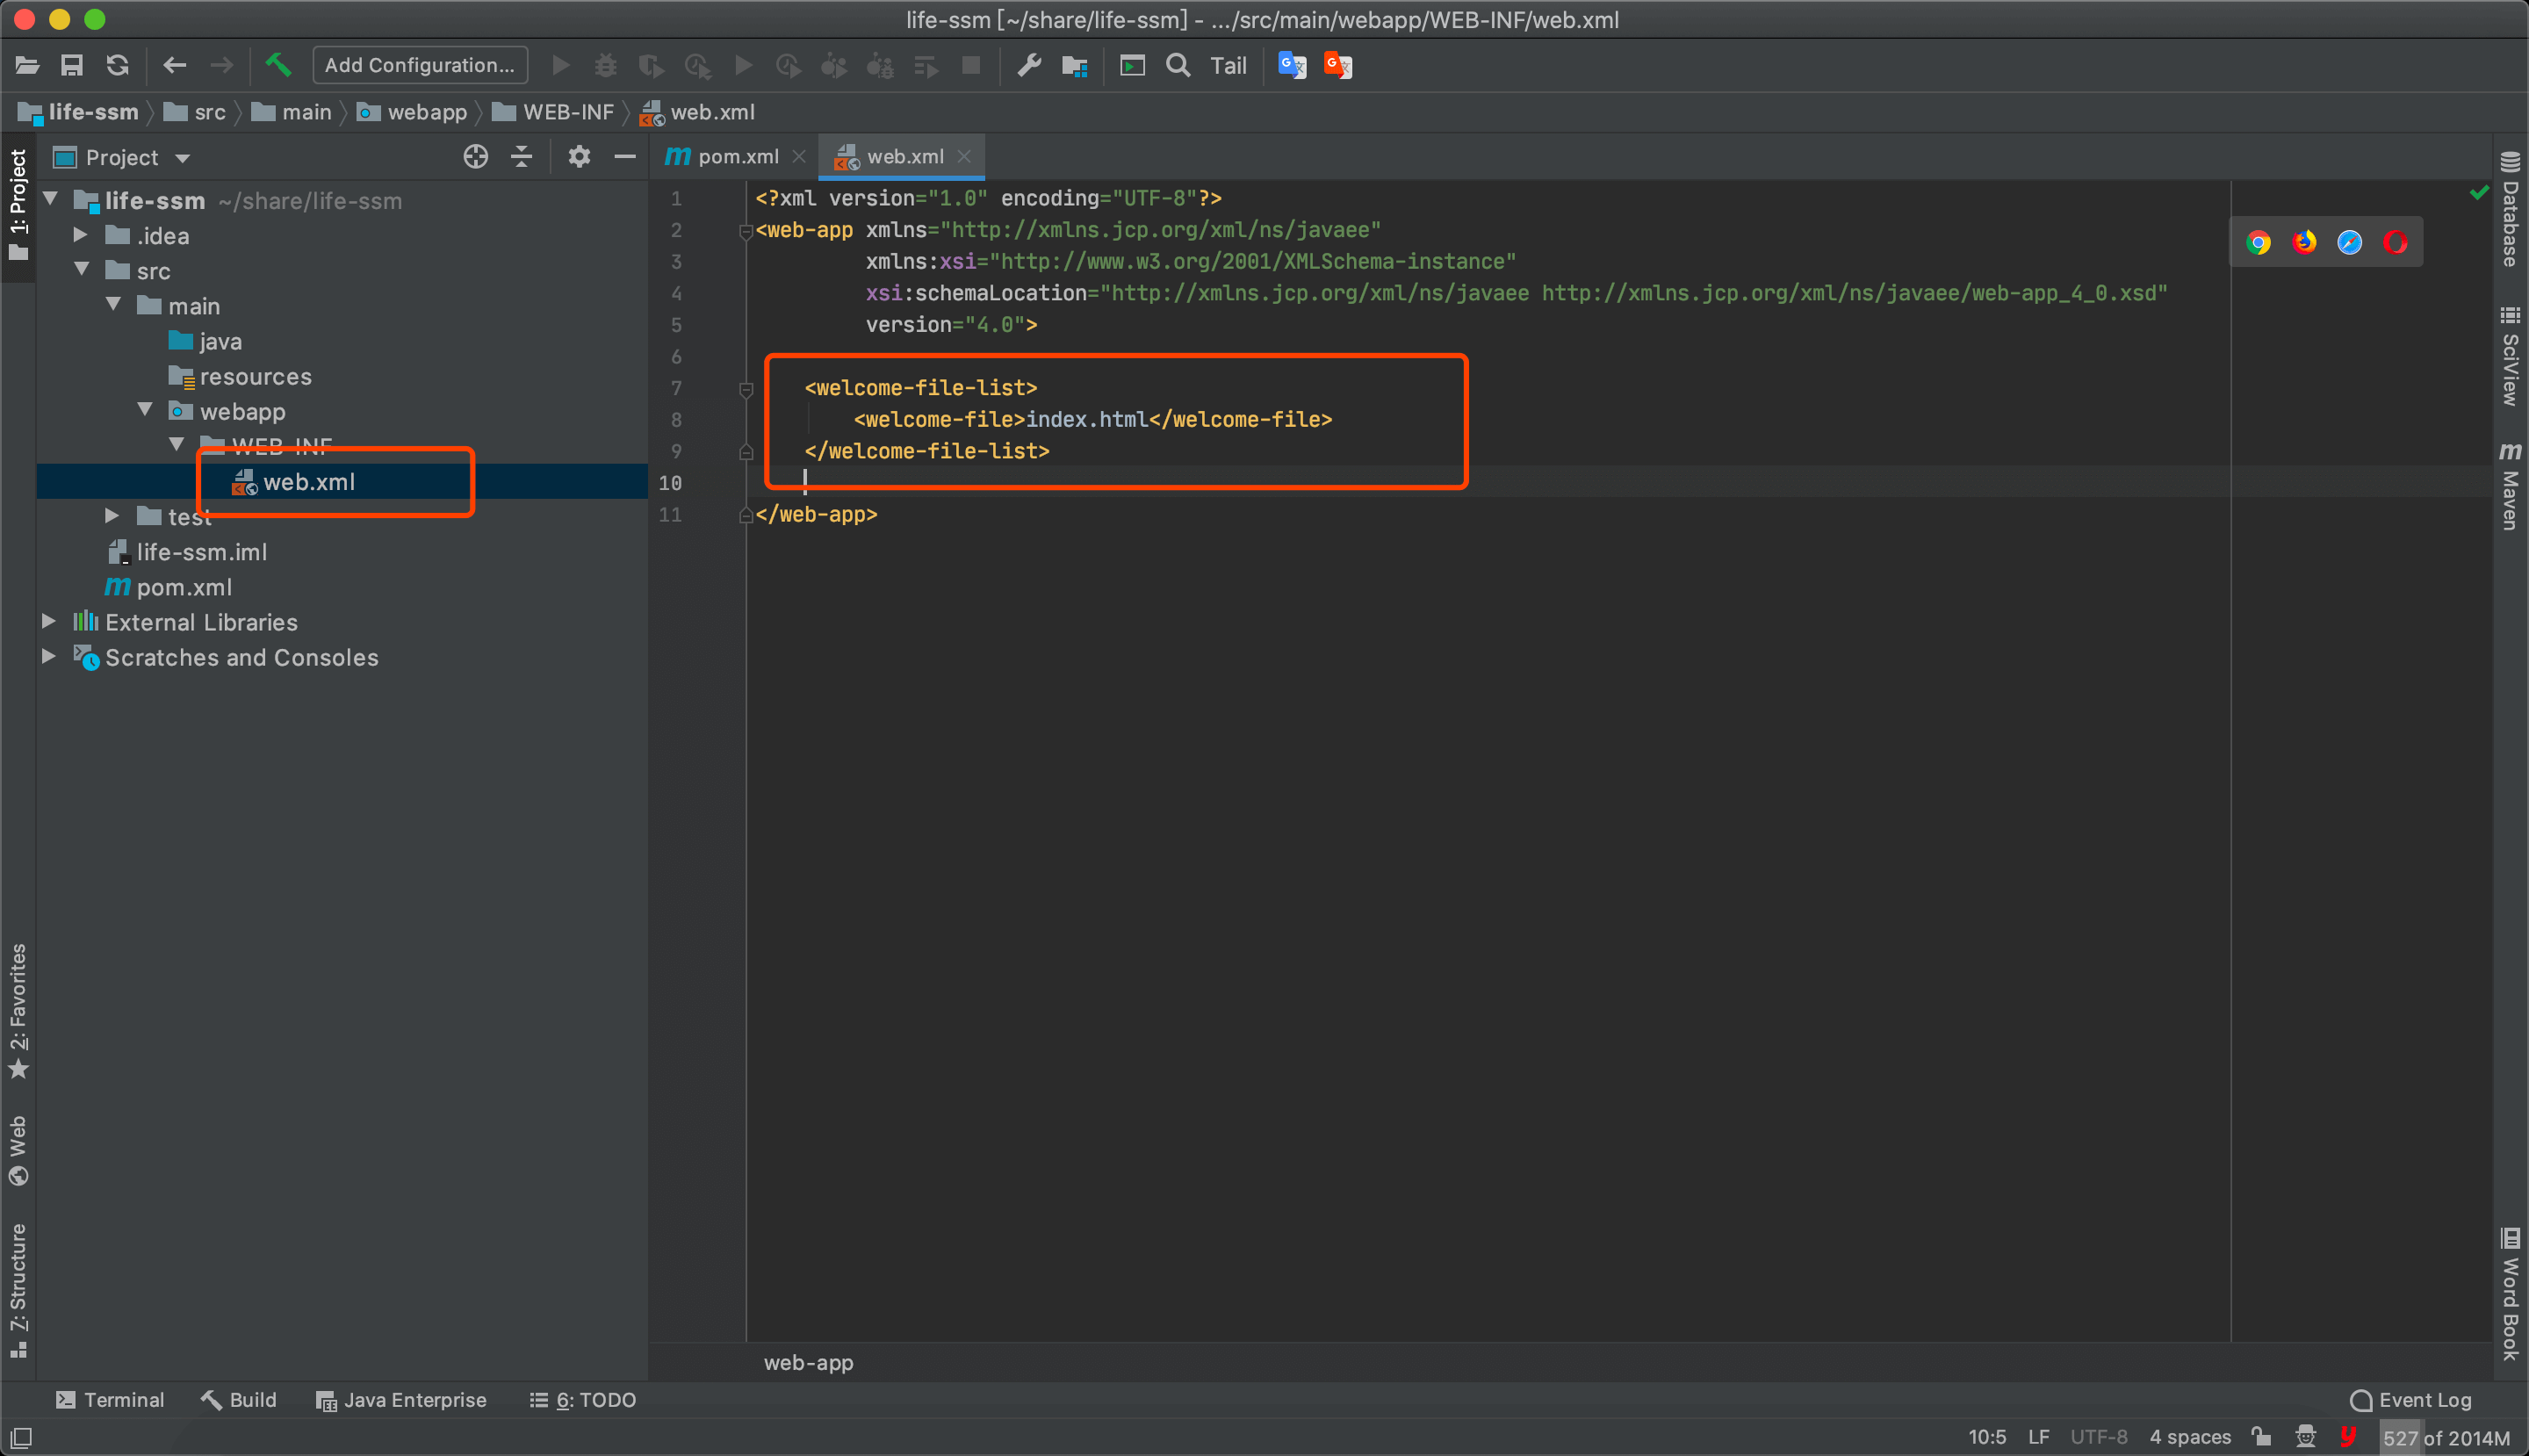 life-ssm [~/share/life-ssm] - .../src/main/webapp/WEB-INF/web.xml
Add Configuration...
Tail
life-ssm
src
main
webapp
WEB-INF
web.xml
1: Project
Project
life-ssm ~/share/life-ssm
.idea
src
main
java
resources
webapp
WEB-INF
web.xml
test
life-ssm.iml
pom.xml
External Libraries
Scratches and Consoles
2: Favorites
Web
7: Structure
pom.xml
web.xml
1 <?xml version="1.0" encoding="UTF-8"?>
2 <web-app xmlns="http://xmlns.jcp.org/xml/ns/javaee"
3 xmlns:xsi="http://www.w3.org/2001/XMLSchema-instance"
4 xsi:schemaLocation="http://xmlns.jcp.org/xml/ns/javaee http://xmlns.jcp.org/xml/ns/javaee/web-app_4_0.xsd"
5 version="4.0">
6
7 <welcome-file-list>
8 <welcome-file>index.html</welcome-file>
9 </welcome-file-list>
10
11 </web-app>
web-app
Database
SciView
Maven
Word Book
Terminal
Build
Java Enterprise
6: TODO
Event Log
10:5
LF
UTF-8
4 spaces
527 of 2014M